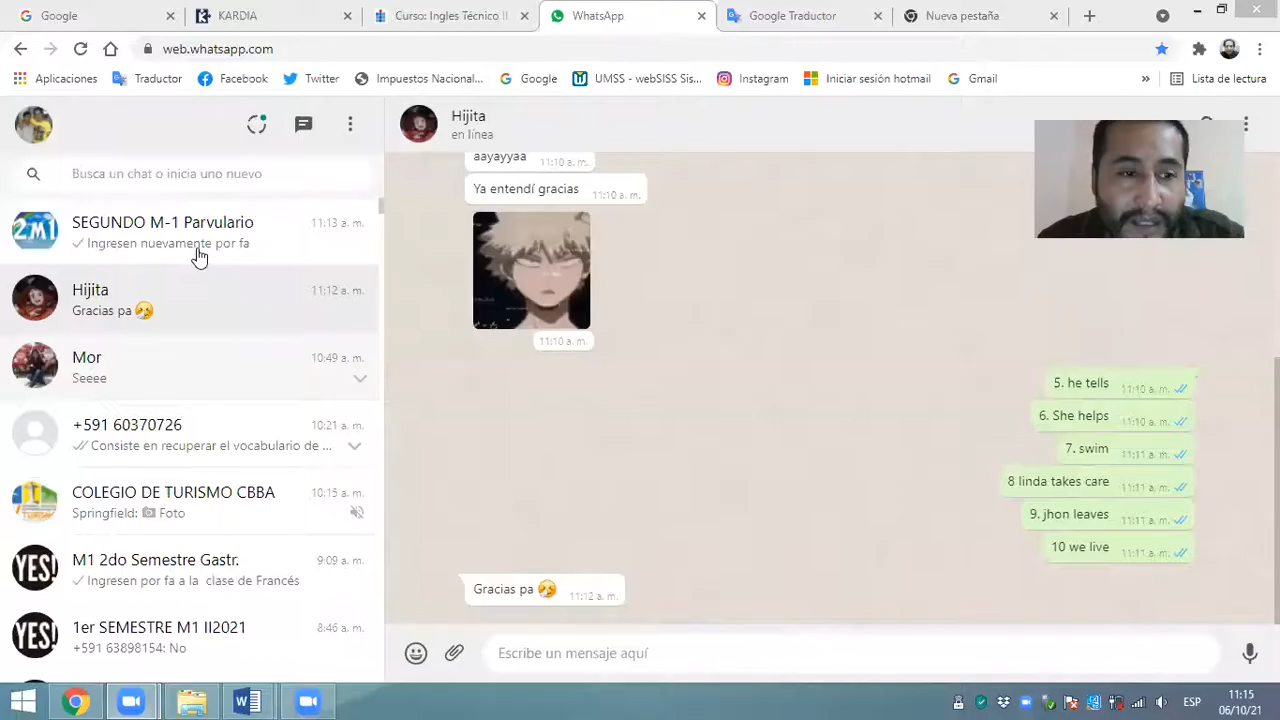 Google
KARDIA
Curso: Ingles Técnico II
WhatsApp
Google Traductor
Nueva pestaña
web.whatsapp.com
Aplicaciones
Traductor
Facebook
Twitter
Impuestos Nacional...
Google
UMSS - webSISS Sis...
Instagram
Iniciar sesión hotmail
Gmail
»
Lista de lectura
Hijita
en línea
Busca un chat o inicia uno nuevo
2M1
SEGUNDO M-1 Parvulario
11:13 a. m.
Ingresen nuevamente por fa
Hijita
11:12 a. m.
Gracias pa
Mor
10:49 a. m.
Seeee
+591 60370726
10:21 a. m.
Consiste en recuperar el vocabulario de ...
COLEGIO DE TURISMO CBBA
10:15 a. m.
Springfield: Foto
YES!
M1 2do Semestre Gastr.
9:09 a. m.
Ingresen por fa a la clase de Francés
YES!
1er SEMESTRE M1 II2021
8:46 a. m.
+591 63898154: No
aayayyaa
11:10 a. m.
Ya entendí gracias
11:10 a. m.
11:10 a. m.
5. he tells
11:10 a. m.
6. She helps
11:10 a. m.
7. swim
11:11 a. m.
8 linda takes care
11:11 a. m.
9. jhon leaves
11:11 a. m.
10 we live
11:11 a. m.
Gracias pa
11:12 a. m.
Escribe un mensaje aquí
ESP
11:15
06/10/21